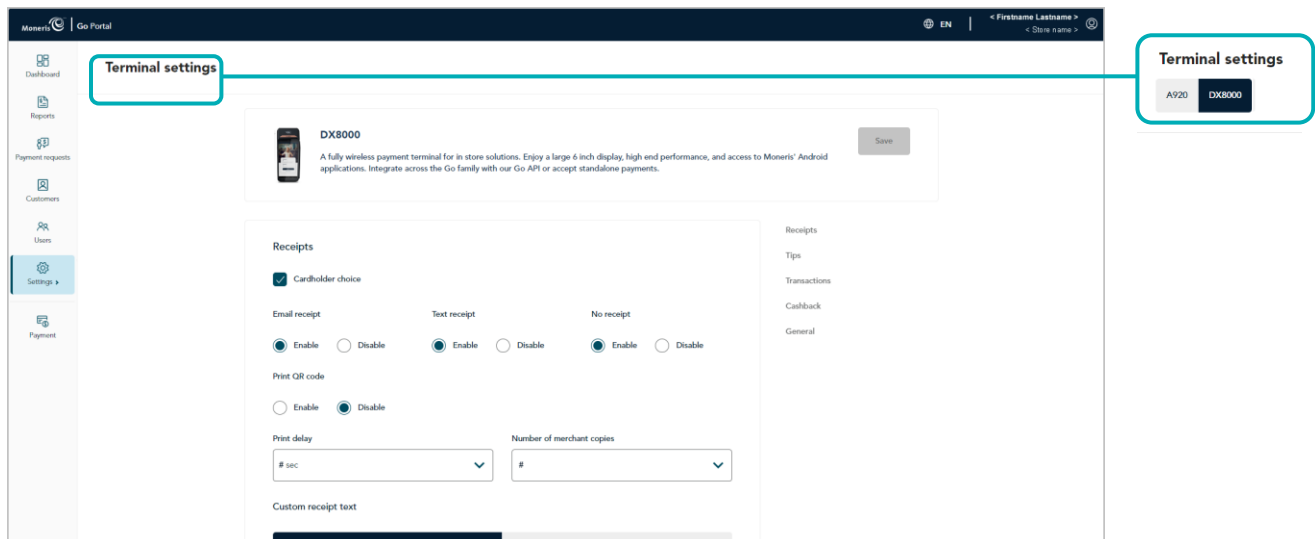 Moneris Go Portal
EN
< Firstname Lastname >
< Store name >
Dashboard
Reports
Payment requests
Customers
Users
Settings
Payment
Terminal settings
DX8000
A fully wireless payment terminal for in store solutions. Enjoy a large 6 inch display, high end performance, and access to Moneris' Android
applications. Integrate across the Go family with our Go API or accept standalone payments.
Save
Receipts
Cardholder choice
Email receipt
Text receipt
No receipt
Enable Disable
Enable Disable
Enable Disable
Print QR code
Enable Disable
Print delay
Number of merchant copies
# sec
#
Custom receipt text
Receipts
Tips
Transactions
Cashback
General
Terminal settings
A920 DX8000